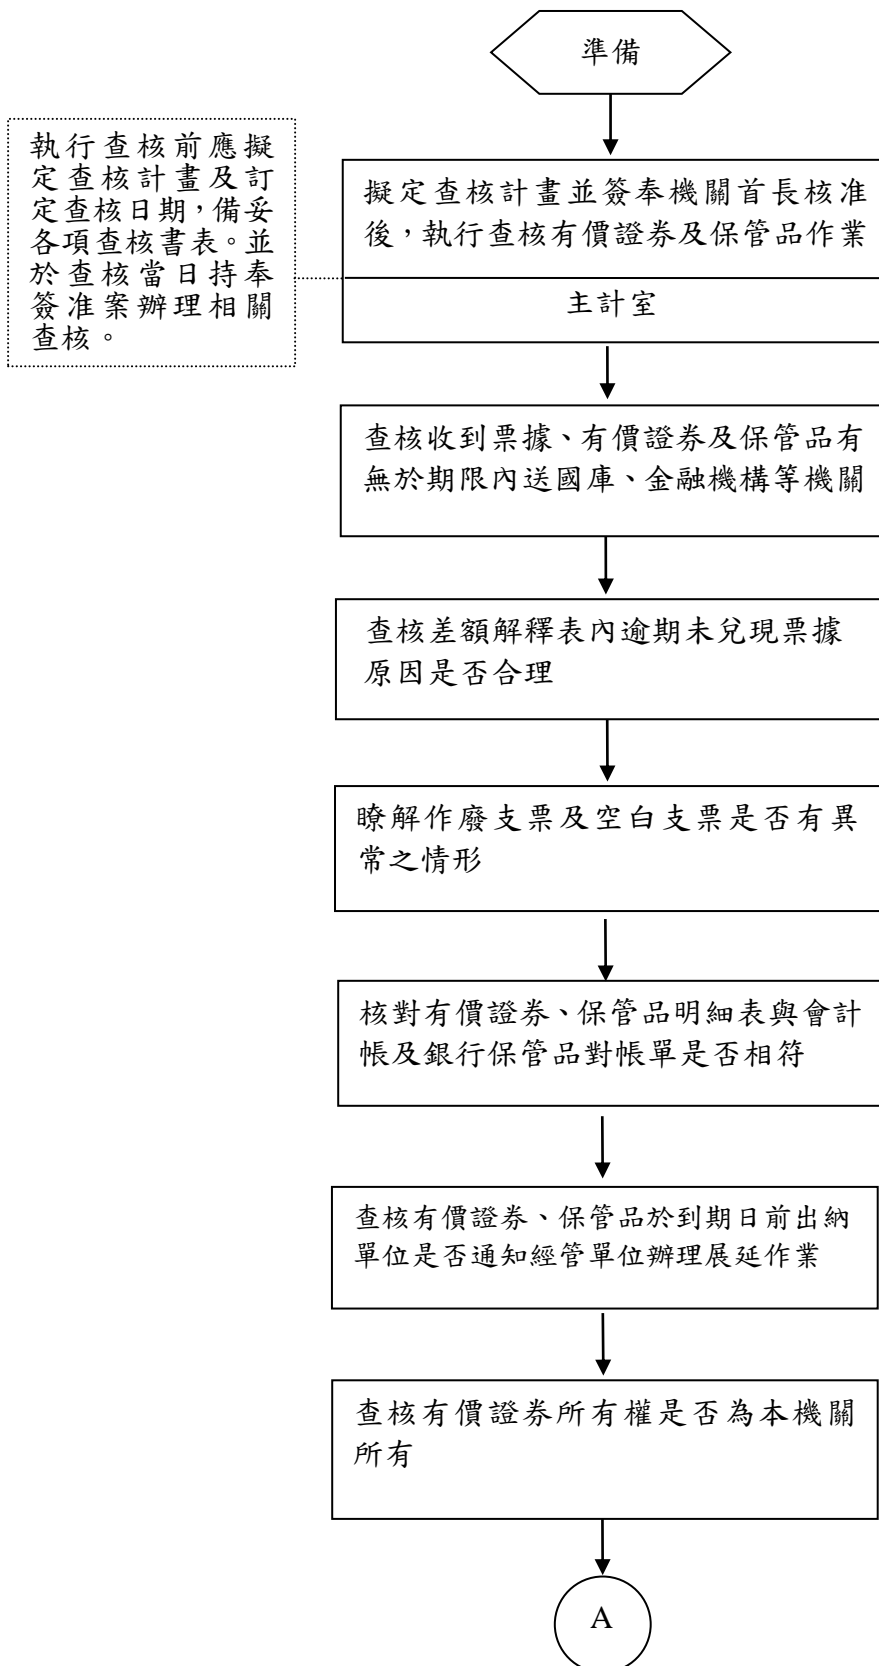 準備
執行查核前應擬
定查核計畫及訂
定查核日期，備妥
各項查核書表。並
於查核當日持奉
簽准案辦理相關
查核。
擬定查核計畫並簽奉機關首長核准
後，執行查核有價證券及保管品作業
主計室
查核收到票據、有價證券及保管品有
無於期限內送國庫、金融機構等機關
查核差額解釋表內逾期未兌現票據
原因是否合理
瞭解作廢支票及空白支票是否有異
常之情形
核對有價證券、保管品明細表與會計
帳及銀行保管品對帳單是否相符
查核有價證券、保管品於到期日前出納
單位是否通知經管單位辦理展延作業
查核有價證券所有權是否為本機關
所有
A